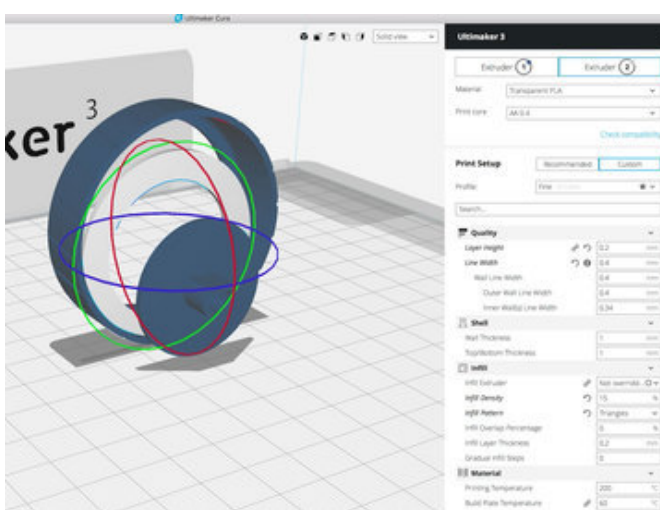 Ultimaker Cura
Solid view
Ultimaker 3
ker 3
Extruder 1 Extruder 2
Material Transparent PLA
Print core AA 0.4
Check compatibility
Print Setup Recommended Custom
Profile: Fine
Search...
Quality
Layer Height 0.2 mm
Line Width 0.4 mm
Wall Line Width 0.4 mm
Outer Wall Line Width 0.4 mm
Inner Wall(s) Line Width 0.34 mm
Shell
Wall Thickness 1 mm
Top/Bottom Thickness 1 mm
Infill
Infill Extruder Not overrid...
Infill Density 15 %
Infill Pattern Triangles
Infill Overlap Percentage 0 %
Infill Layer Thickness 0.2 mm
Gradual Infill Steps 0
Material
Printing Temperature 200 °C
Build Plate Temperature 60 °C